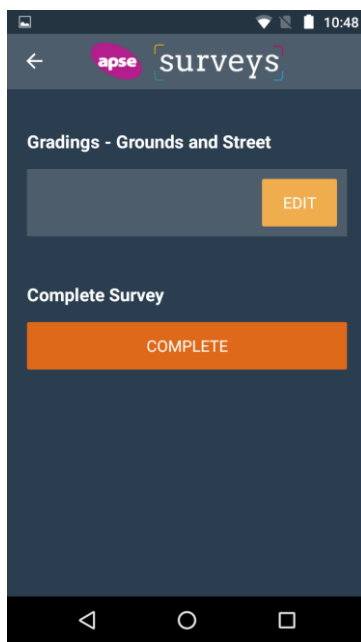 10:48
apse surveys
Gradings - Grounds and Street
EDIT
Complete Survey
COMPLETE